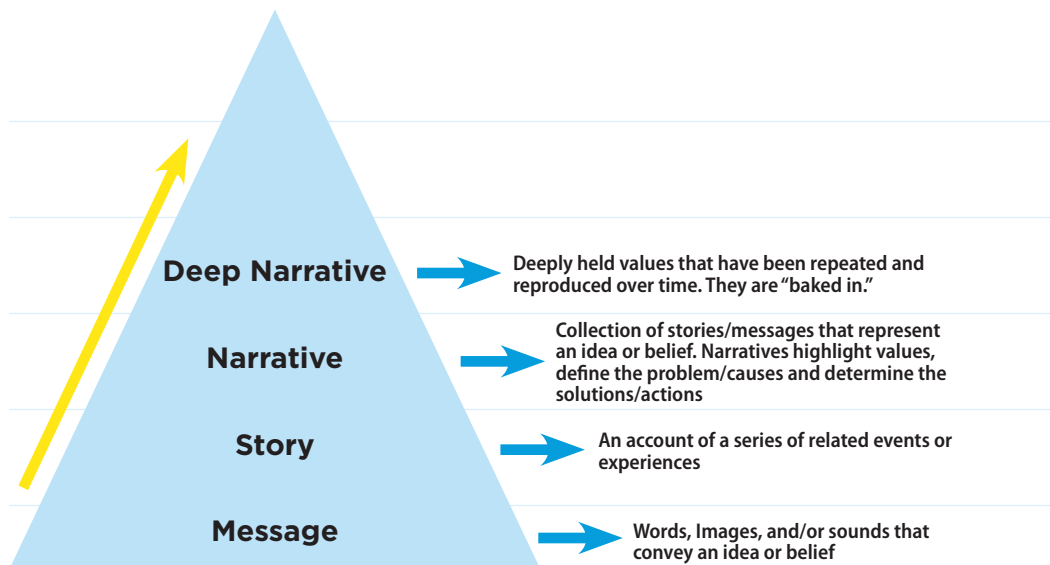 Deep Narrative
Deeply held values that have been repeated and
reproduced over time. They are “baked in.”
Narrative
Collection of stories/messages that represent
an idea or belief. Narratives highlight values,
define the problem/causes and determine the
solutions/actions
Story
An account of a series of related events or
experiences
Message
Words, Images, and/or sounds that
convey an idea or belief